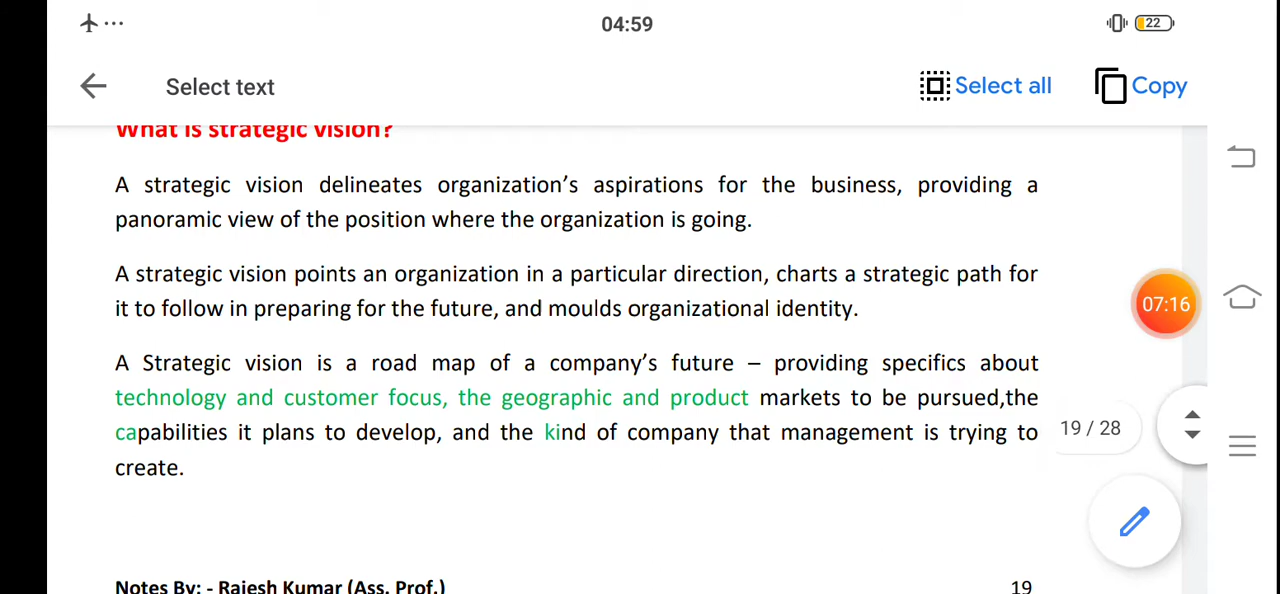 04:59
22
Select text
Select all
Copy
What is strategic vision?
A strategic vision delineates organization’s aspirations for the business, providing a
panoramic view of the position where the organization is going.
A strategic vision points an organization in a particular direction, charts a strategic path for
it to follow in preparing for the future, and moulds organizational identity.
07:16
A Strategic vision is a road map of a company’s future – providing specifics about
technology and customer focus, the geographic and product markets to be pursued,the
capabilities it plans to develop, and the kind of company that management is trying to
create.
19 / 28
Notes By: - Rajesh Kumar (Ass. Prof.)
19